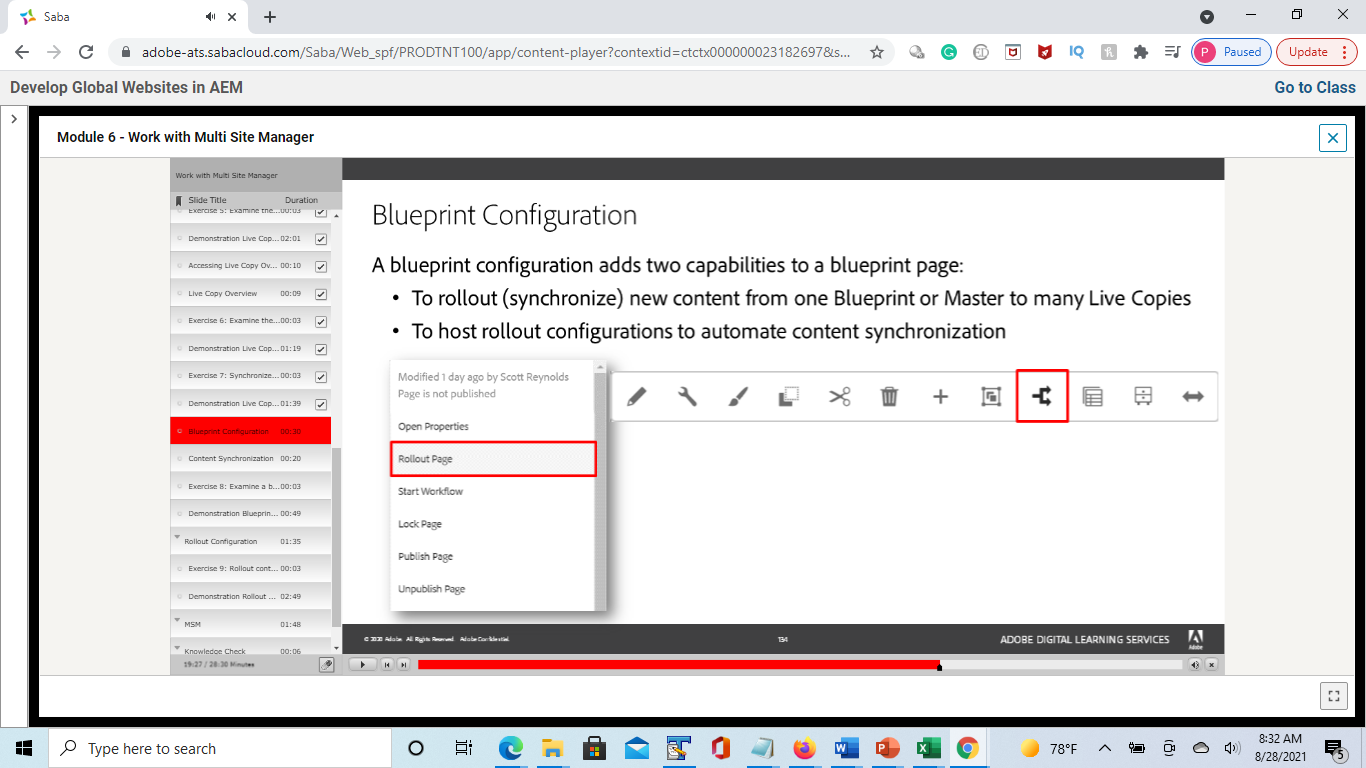 Saba
adobe-ats.sabacloud.com/Saba/Web_spf/PRODTNT100/app/content-player?contextid=ctctx000000023182697&s...
P Paused
Update
Develop Global Websites in AEM
Go to Class
Module 6 - Work with Multi Site Manager
Work with Multi Site Manager
Slide Title Duration
Exercise 5: Examine the... 00:03
Demonstration Live Cop... 02:01
Accessing Live Copy Ov... 00:10
Live Copy Overview 00:09
Exercise 6: Examine the... 00:03
Demonstration Live Cop... 01:19
Exercise 7: Synchronize... 00:03
Demonstration Live Cop... 01:39
Blueprint Configuration 00:30
Content Synchronization 00:20
Exercise 8: Examine a b... 00:03
Demonstration Blueprin... 00:49
Rollout Configuration 01:35
Exercise 9: Rollout cont... 00:03
Demonstration Rollout ... 02:49
MSM 01:48
Knowledge Check 00:06
19:27 / 28:30 Minutes
Blueprint Configuration
A blueprint configuration adds two capabilities to a blueprint page:
• To rollout (synchronize) new content from one Blueprint or Master to many Live Copies
• To host rollout configurations to automate content synchronization
Modified 1 day ago by Scott Reynolds
Page is not published
Open Properties
Rollout Page
Start Workflow
Lock Page
Publish Page
Unpublish Page
© 2020 Adobe. All Rights Reserved. Adobe Confidential.
134
ADOBE DIGITAL LEARNING SERVICES
Adobe
Type here to search
78°F
8:32 AM
8/28/2021
5